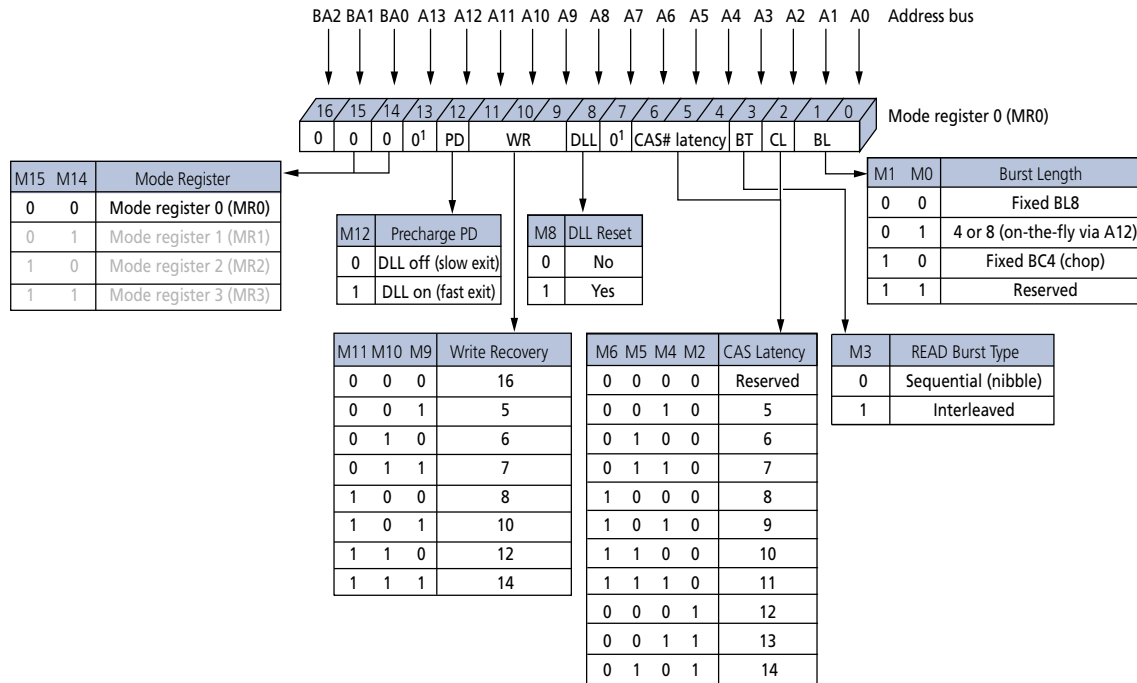 BA2 BA1 BA0 A13 A12 A11 A10 A9 A8 A7 A6 A5 A4 A3 A2 A1 A0 Address bus
16 15 14 13 12 11 10 9 8 7 6 5 4 3 2 1 0
Mode register 0 (MR0)
0 0 0 0¹ PD WR DLL 0¹ CAS# latency BT CL BL
M15 M14 Mode Register
0 0 Mode register 0 (MR0)
0 1 Mode register 1 (MR1)
1 0 Mode register 2 (MR2)
1 1 Mode register 3 (MR3)
M12 Precharge PD
0 DLL off (slow exit)
1 DLL on (fast exit)
M8 DLL Reset
0 No
1 Yes
M1 M0 Burst Length
0 0 Fixed BL8
0 1 4 or 8 (on-the-fly via A12)
1 0 Fixed BC4 (chop)
1 1 Reserved
M11 M10 M9 Write Recovery
0 0 0 16
0 0 1 5
0 1 0 6
0 1 1 7
1 0 0 8
1 0 1 10
1 1 0 12
1 1 1 14
M6 M5 M4 M2 CAS Latency
0 0 0 0 Reserved
0 0 1 0 5
0 1 0 0 6
0 1 1 0 7
1 0 0 0 8
1 0 1 0 9
1 1 0 0 10
1 1 1 0 11
0 0 0 1 12
0 0 1 1 13
0 1 0 1 14
M3 READ Burst Type
0 Sequential (nibble)
1 Interleaved